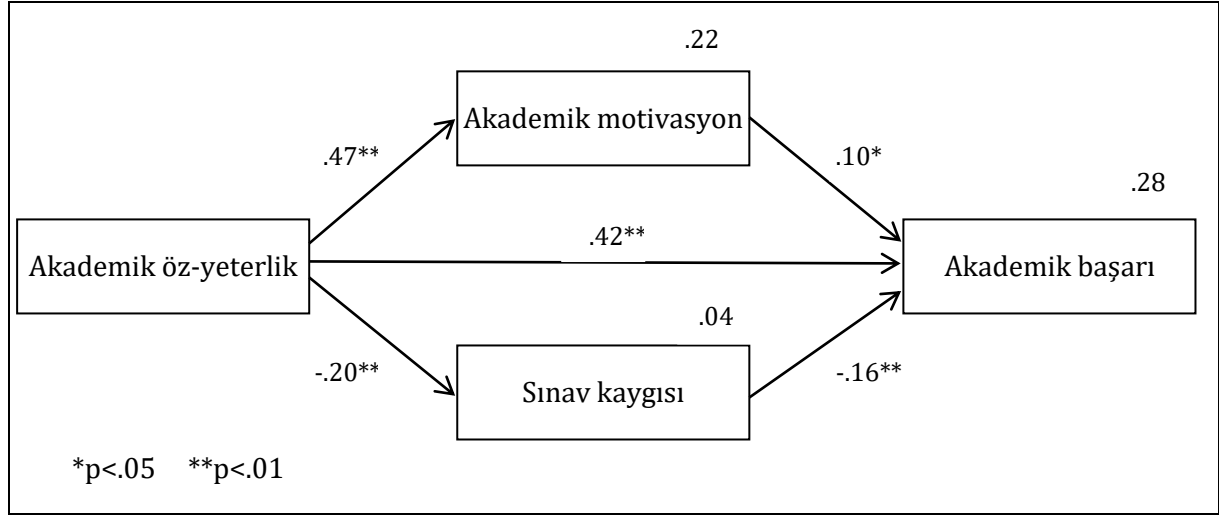 .22
Akademik motivasyon
.47**
.10*
.28
.42**
Akademik öz-yeterlik
Akademik başarı
.04
-.20**
Sınav kaygısı
-.16**
*p<.05 **p<.01